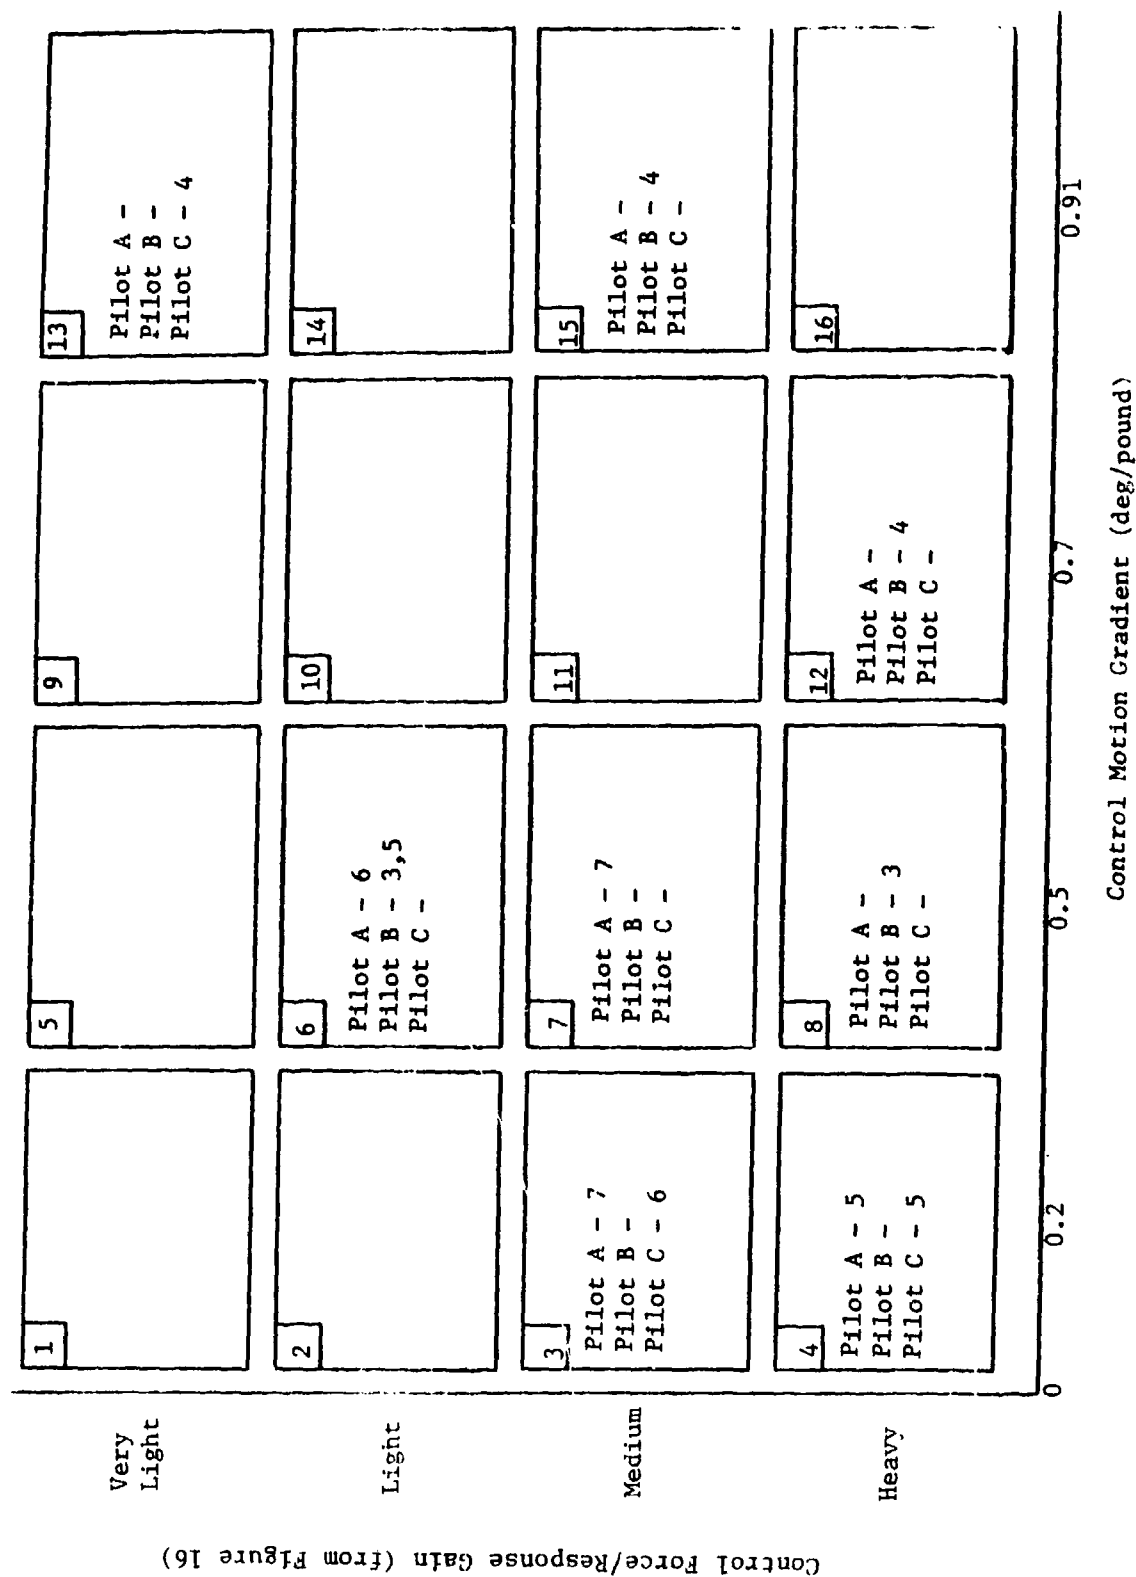 Control Force/Response Gain (from Figure 16)
Very
Light
1
5
9
13
Pilot A -
Pilot B -
Pilot C - 4
Light
2
6
Pilot A - 6
Pilot B - 3,5
Pilot C -
10
14
Medium
3
Pilot A - 7
Pilot B -
Pilot C - 6
7
Pilot A - 7
Pilot B -
Pilot C -
11
15
Pilot A -
Pilot B - 4
Pilot C -
Heavy
4
Pilot A - 5
Pilot B -
Pilot C - 5
8
Pilot A -
Pilot B - 3
Pilot C -
12
Pilot A -
Pilot B - 4
Pilot C -
16
0
0.2
0.5
0.7
0.91
Control Motion Gradient (deg/pound)